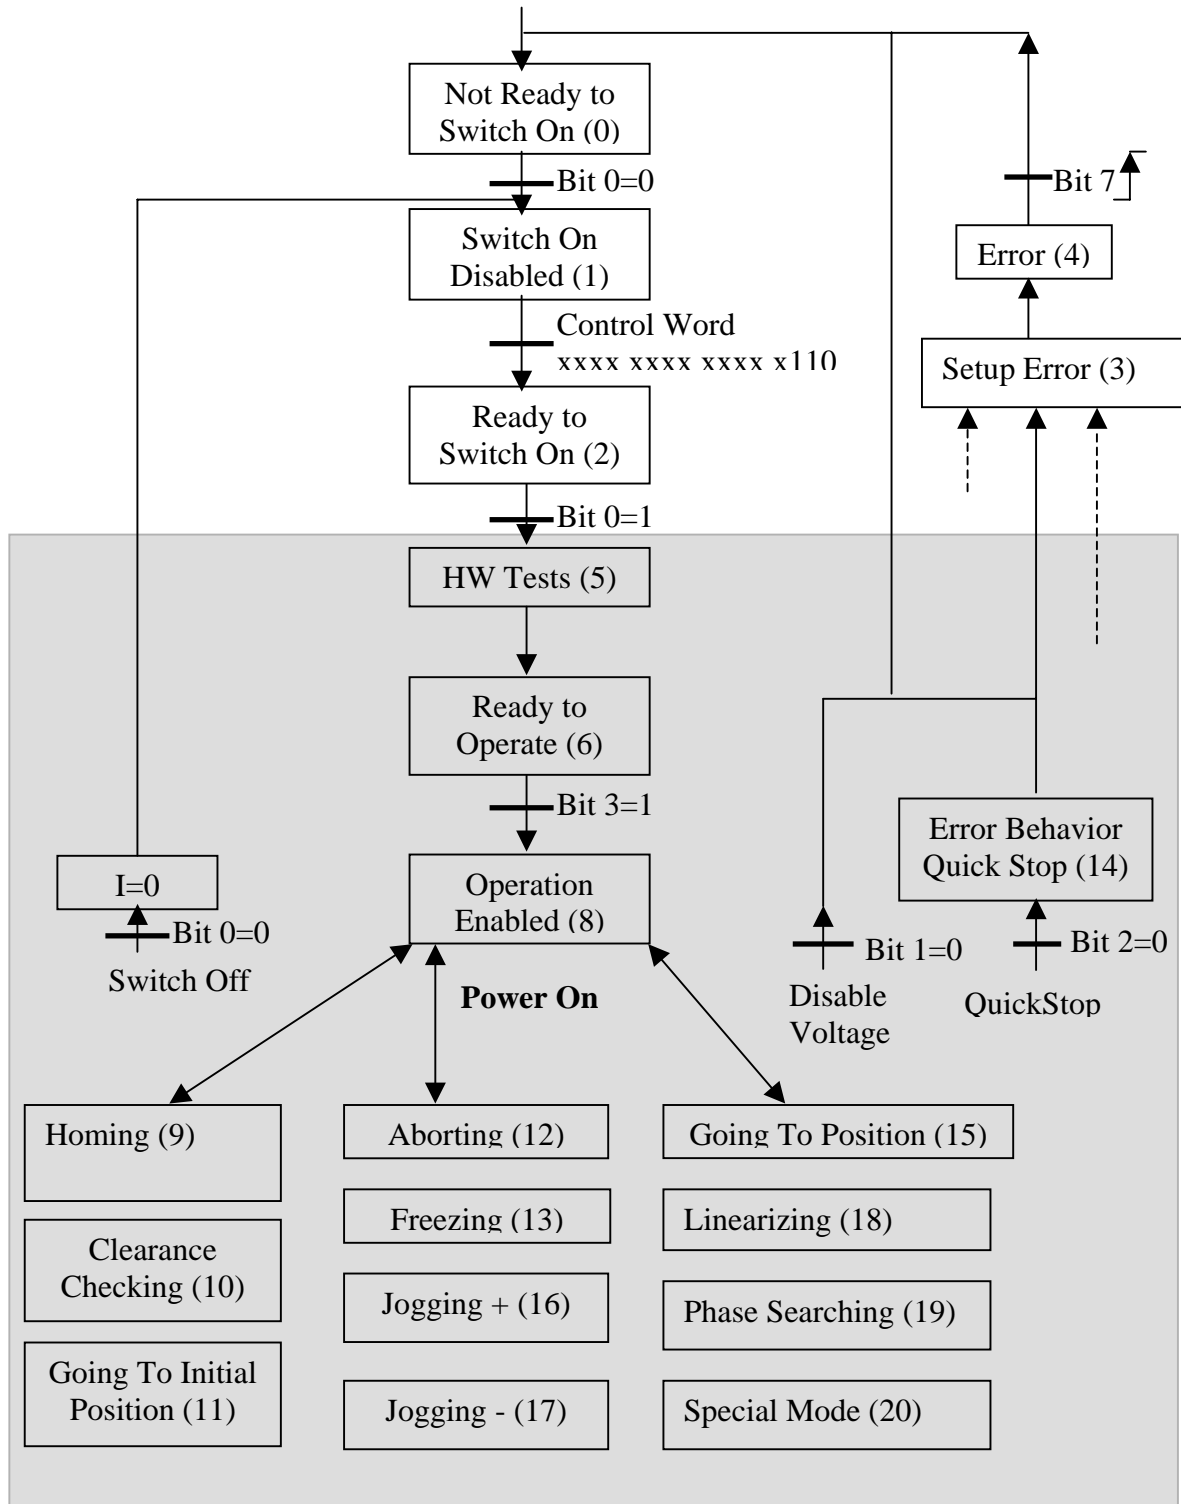 Not Ready to
Switch On (0)
Bit 0=0
Bit 7
Switch On
Disabled (1)
Error (4)
Control Word
xxxx xxxx xxxx x110
Setup Error (3)
Ready to
Switch On (2)
Bit 0=1
HW Tests (5)
Ready to
Operate (6)
Bit 3=1
Error Behavior
Quick Stop (14)
I=0
Operation
Enabled (8)
Bit 0=0
Switch Off
Bit 1=0
Bit 2=0
Power On
Disable
Voltage
QuickStop
Homing (9)
Aborting (12)
Going To Position (15)
Clearance
Checking (10)
Freezing (13)
Linearizing (18)
Jogging + (16)
Phase Searching (19)
Going To Initial
Position (11)
Jogging - (17)
Special Mode (20)